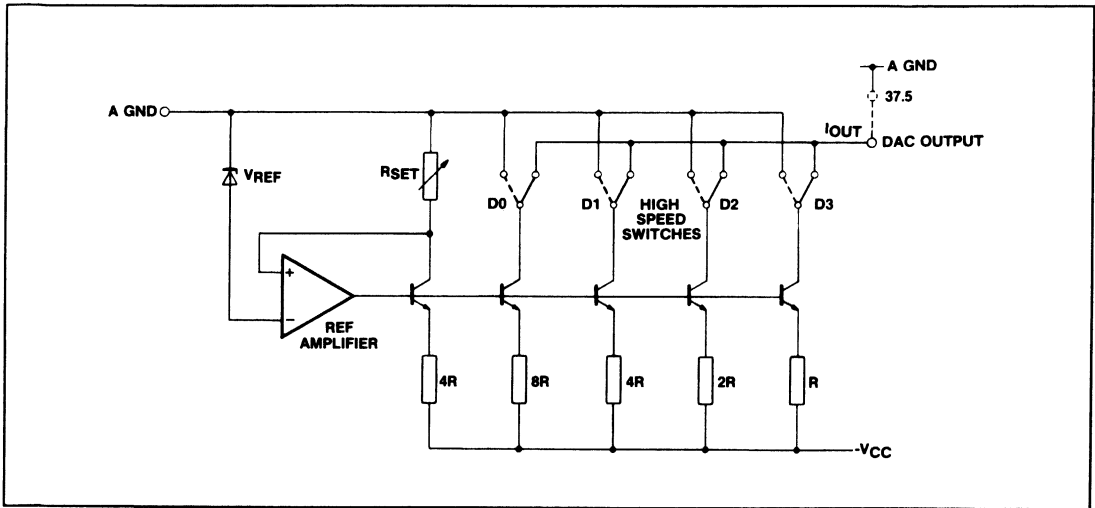 A GND
37.5
A GND
IOUT
DAC OUTPUT
VREF
RSET
D0
D1
HIGH
SPEED
SWITCHES
D2
D3
+
−
REF
AMPLIFIER
4R
8R
4R
2R
R
-VCC